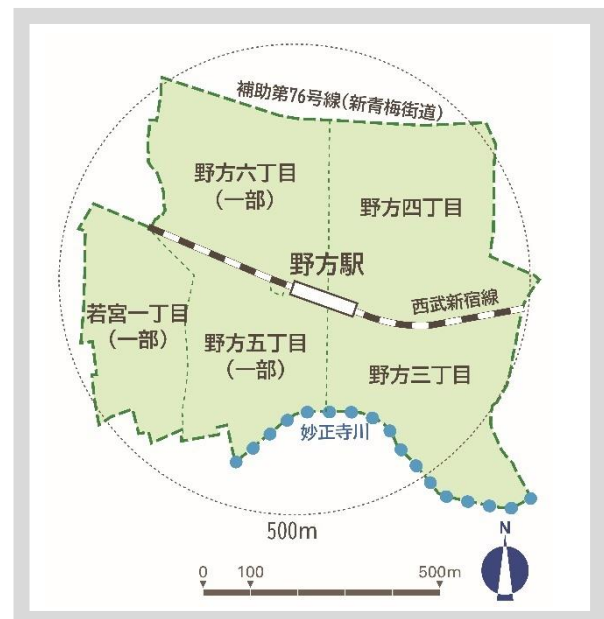 補助第76号線(新青梅街道)
野方六丁目
(一部)
野方四丁目
野方駅
西武新宿線
若宮一丁目
(一部)
野方五丁目
(一部)
野方三丁目
妙正寺川
500m
N
0 100 500m